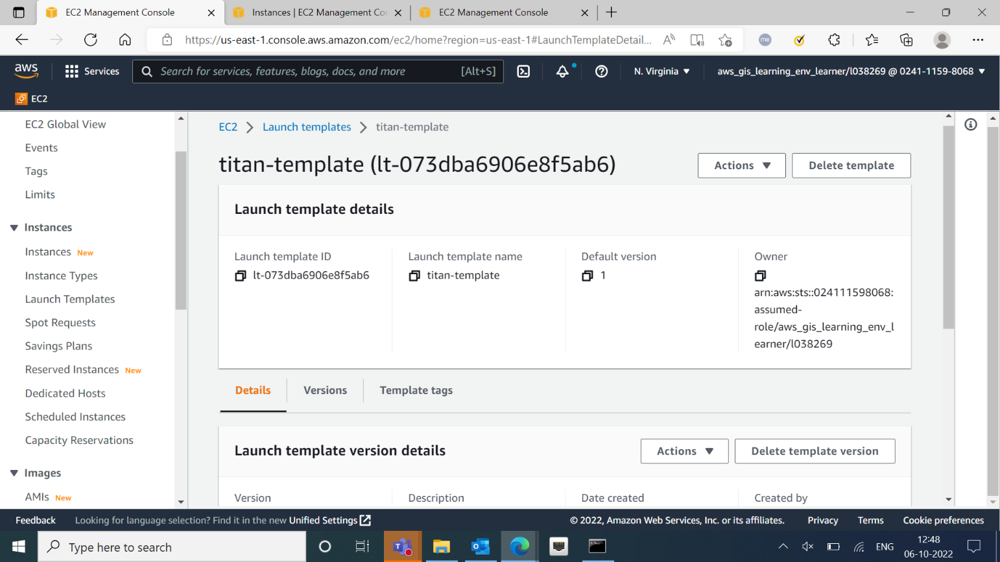 EC2 Management Console
Instances | EC2 Management Co
EC2 Management Console
https://us-east-1.console.aws.amazon.com/ec2/home?region=us-east-1#LaunchTemplateDetail...
me
aws
Services
Search for services, features, blogs, docs, and more
[Alt+S]
N. Virginia
aws_gis_learning_env_learner/l038269 @ 0241-1159-8068
EC2
EC2 Global View
Events
Tags
Limits
Instances
Instances New
Instance Types
Launch Templates
Spot Requests
Savings Plans
Reserved Instances New
Dedicated Hosts
Scheduled Instances
Capacity Reservations
Images
AMIs New
EC2 > Launch templates > titan-template
titan-template (lt-073dba6906e8f5ab6)
Actions
Delete template
Launch template details
Launch template ID
lt-073dba6906e8f5ab6
Launch template name
titan-template
Default version
1
Owner
arn:aws:sts::024111598068:
assumed-
role/aws_gis_learning_env_l
earner/l038269
Details
Versions
Template tags
Launch template version details
Actions
Delete template version
Version
Description
Date created
Created by
Feedback
Looking for language selection? Find it in the new Unified Settings
© 2022, Amazon Web Services, Inc. or its affiliates.
Privacy
Terms
Cookie preferences
Type here to search
ENG
12:48
06-10-2022